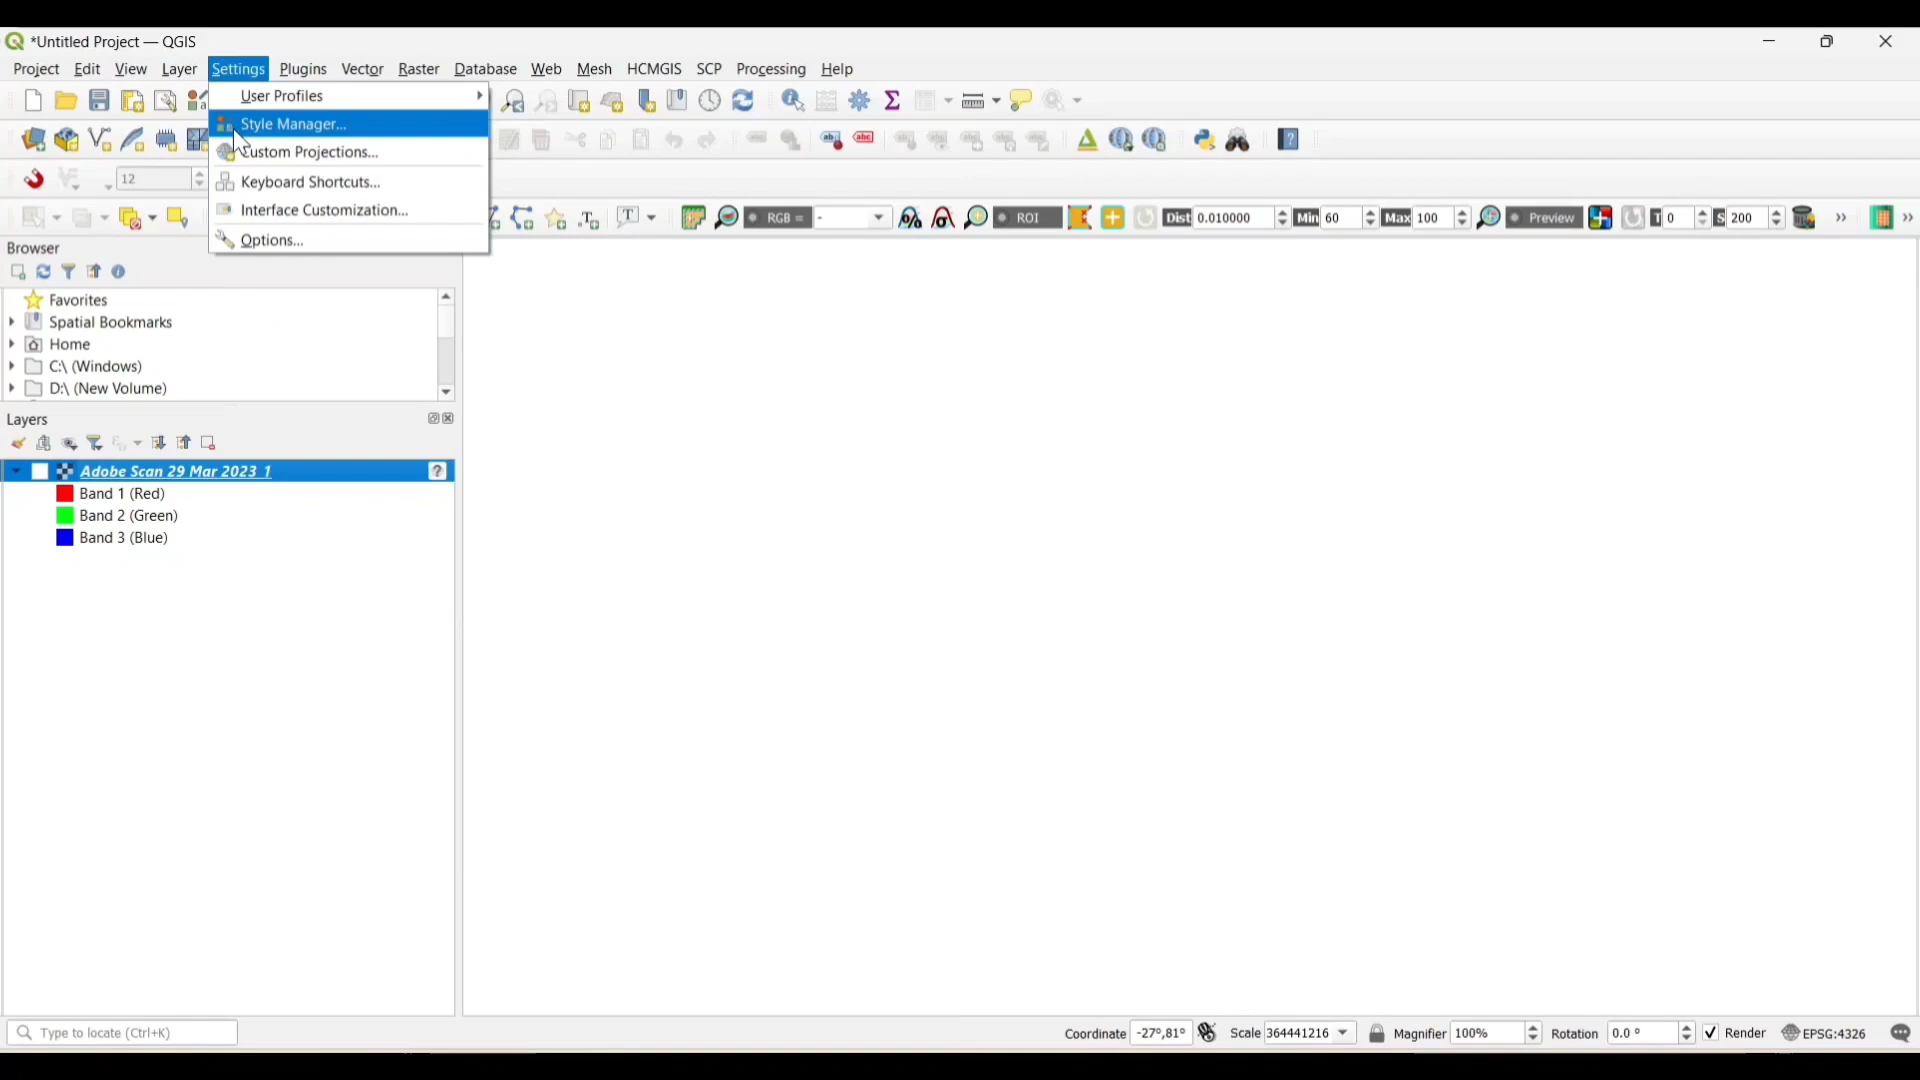 *Untitled Project — QGIS
Project Edit View Layer Settings Plugins Vector Raster Database Web Mesh HCMGIS SCP Processing Help
User Profiles
Style Manager...
Custom Projections...
12
Keyboard Shortcuts...
Interface Customization...
RGB = - ROI Dist 0.010000 Min 60 Max 100 Preview T 0 S 200
Options...
Browser
Favorites
Spatial Bookmarks
Home
C:\ (Windows)
D:\ (New Volume)
Layers
Adobe Scan 29 Mar 2023 1
Band 1 (Red)
Band 2 (Green)
Band 3 (Blue)
Type to locate (Ctrl+K) Coordinate -27°,81° Scale 364441216 Magnifier 100% Rotation 0.0 ° Render EPSG:4326